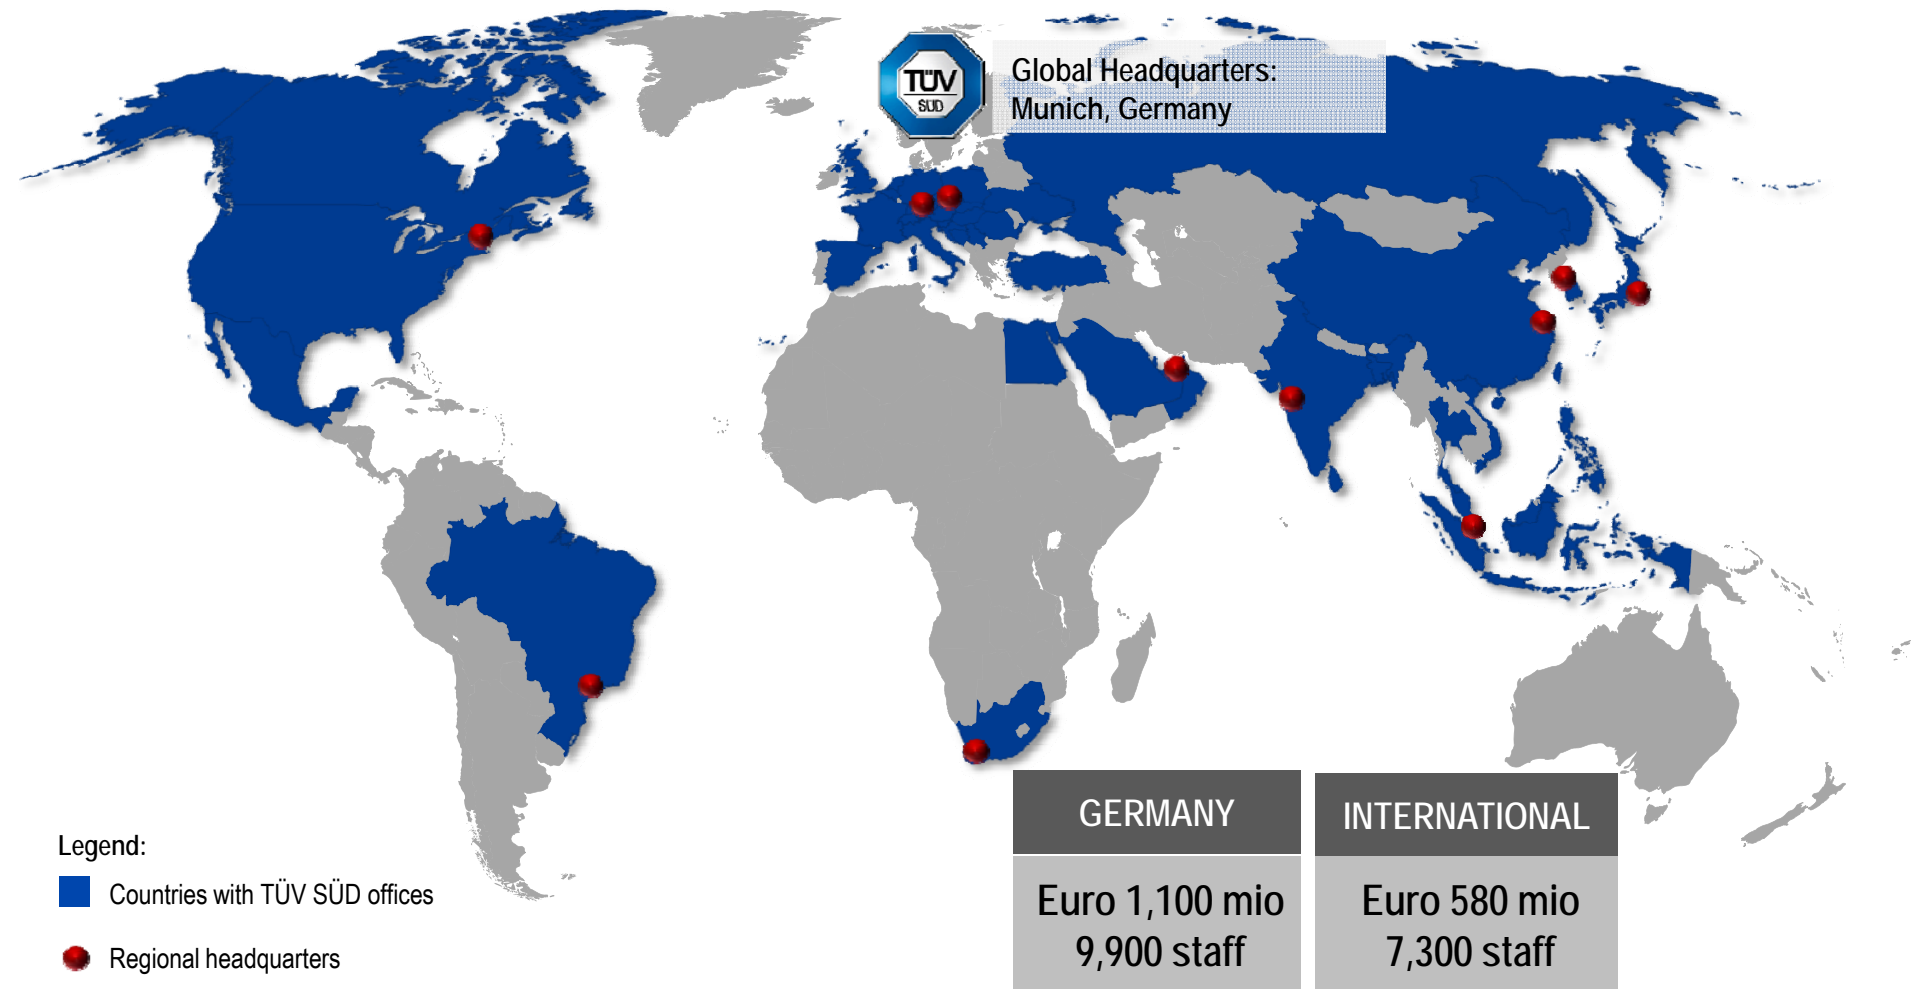 TÜV
SÜD
Global Headquarters:
Munich, Germany
GERMANY
Euro 1,100 mio
9,900 staff
INTERNATIONAL
Euro 580 mio
7,300 staff
Legend:
Countries with TÜV SÜD offices
Regional headquarters